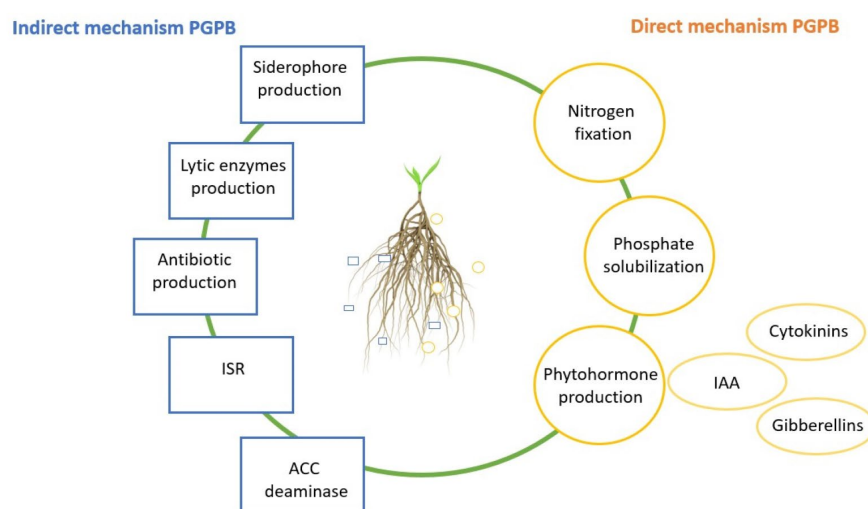 Indirect mechanism PGPB
Direct mechanism PGPB
Siderophore
production
Lytic enzymes
production
Antibiotic
production
ISR
ACC
deaminase
Nitrogen
fixation
Phosphate
solubilization
Phytohormone
production
Cytokinins
IAA
Gibberellins